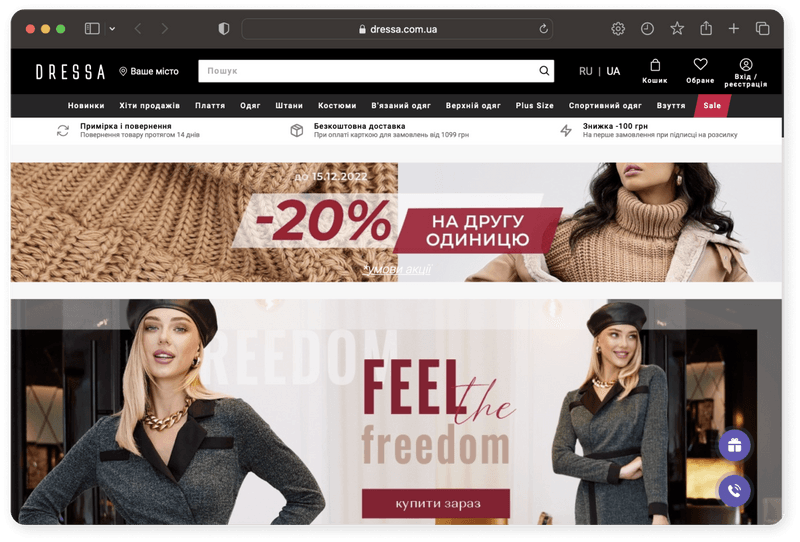 dressa.com.ua
DRESSA
Ваше місто
Пошук
RU | UA
Кошик
Обране
Вхід /
реєстрація
Новинки Хіти продажів Плаття Одяг Штани Костюми В'язаний одяг Верхній одяг Plus Size Спортивний одяг Взуття Sale
Примірка і повернення
Повернення товару протягом 14 днів
Безкоштовна доставка
При оплаті карткою для замовлень від 1099 грн
Знижка -100 грн
На перше замовлення при підписці на розсилку
до 15.12.2022
-20%
НА ДРУГУ
ОДИНИЦЮ
*умови акції
FREEDOM
FEEL the
freedom
купити зараз